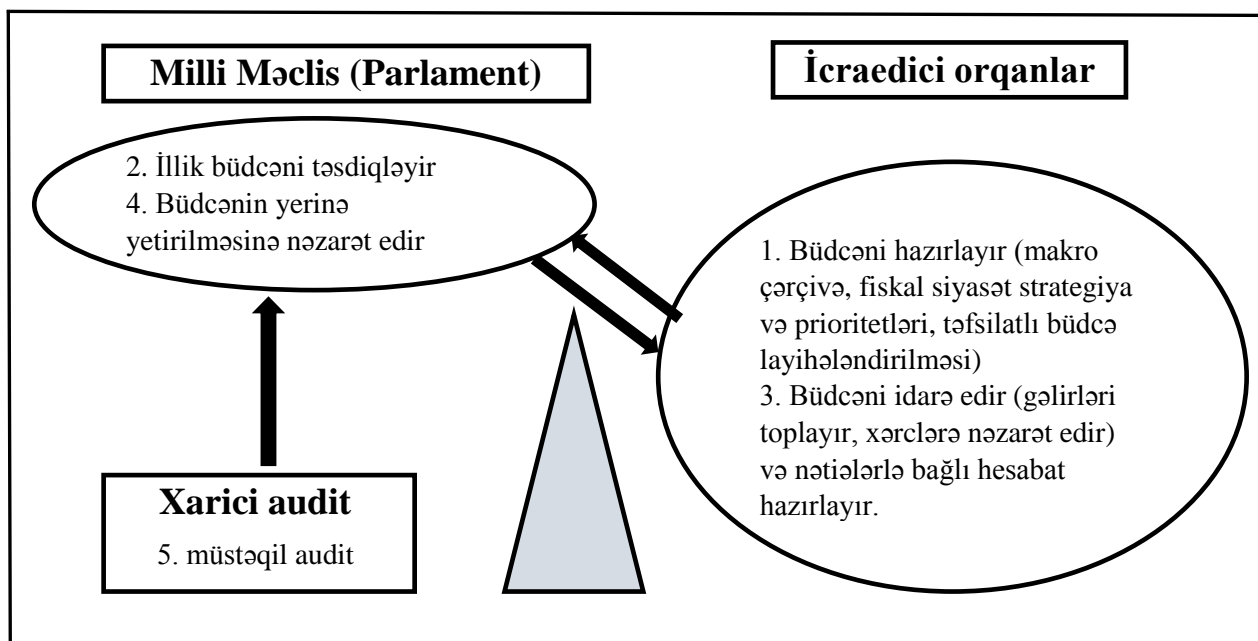 Milli Məclis (Parlament)
2. İllik büdcəni təsdiqləyir
4. Büdcənin yerinə
yetirilməsinə nəzarət edir
Xarici audit
5. müstəqil audit
İcraedici orqanlar
1. Büdcəni hazırlayır (makro
çərçivə, fiskal siyasət strategiya
və prioritetləri, təfsilatlı büdcə
layihələndirilməsi)
3. Büdcəni idarə edir (gəlirləri
toplayır, xərclərə nəzarət edir)
və nətiələrlə bağlı hesabat
hazırlayır.